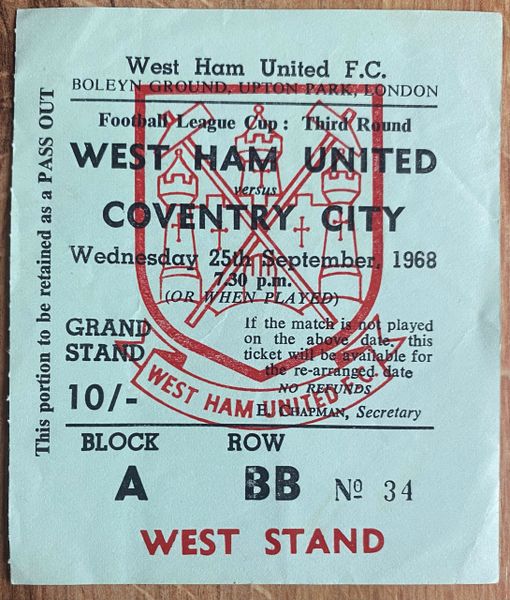 West Ham United F.C.
BOLEYN GROUND, UPTON PARK, LONDON
Football League Cup : Third Round
WEST HAM UNITED
versus
COVENTRY CITY
Wednesday 25th September, 1968
7.30 p.m.
(OR WHEN PLAYED)
GRAND
STAND
10/-
If the match is not played
on the above date, this
ticket will be available for
the re-arranged date
NO REFUNDS
E. CHAPMAN, Secretary
WEST HAM UNITED F.C.
BLOCK ROW
A BB No 34
WEST STAND
This portion to be retained as a PASS OUT